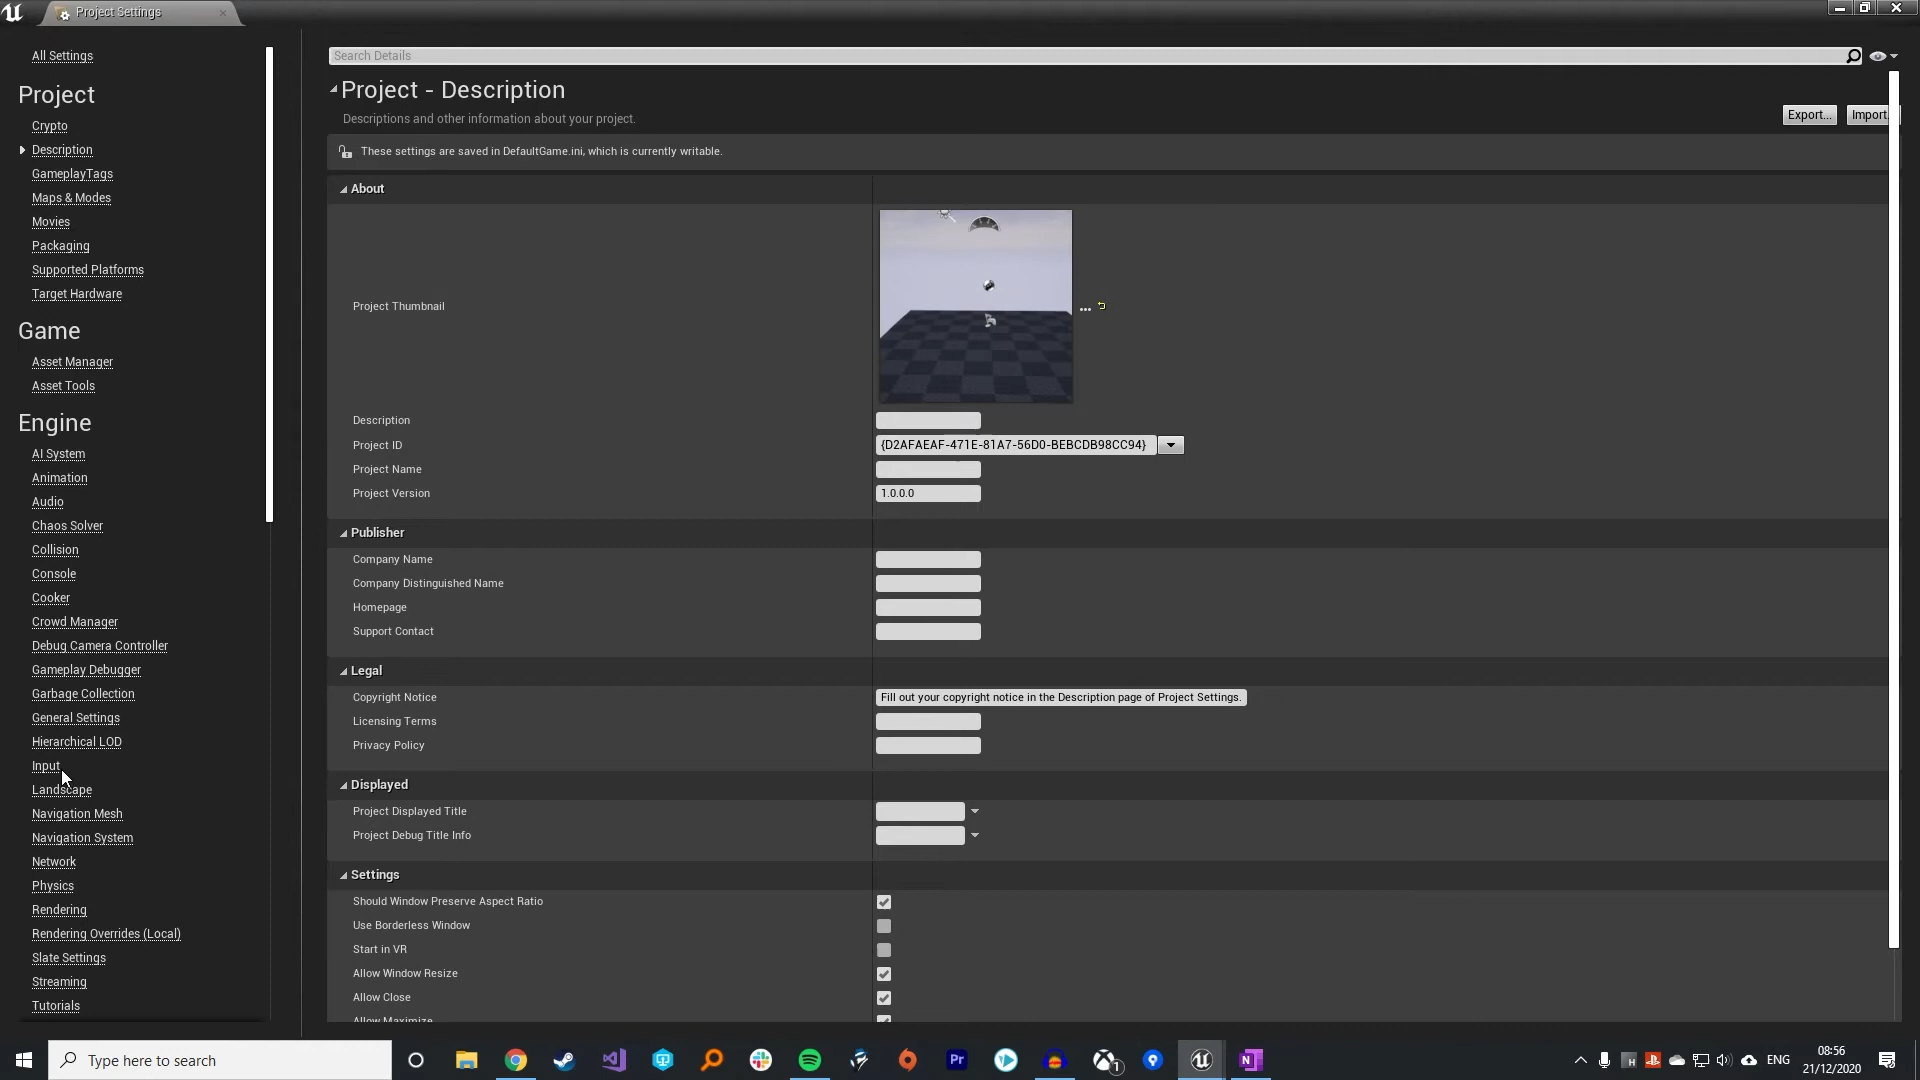 Project Settings
All Settings
Project
Crypto
Description
GameplayTags
Maps & Modes
Movies
Packaging
Supported Platforms
Target Hardware
Game
Asset Manager
Asset Tools
Engine
AI System
Animation
Audio
Chaos Solver
Collision
Console
Cooker
Crowd Manager
Debug Camera Controller
Gameplay Debugger
Garbage Collection
General Settings
Hierarchical LOD
Input
Landscape
Navigation Mesh
Navigation System
Network
Physics
Rendering
Rendering Overrides (Local)
Slate Settings
Streaming
Tutorials
Search Details
Project - Description
Descriptions and other information about your project.
Export... Import
These settings are saved in DefaultGame.ini, which is currently writable.
About
Project Thumbnail
...
Description
Project ID {D2AFAEAF-471E-81A7-56D0-BEBCDB98CC94}
Project Name
Project Version 1.0.0.0
Publisher
Company Name
Company Distinguished Name
Homepage
Support Contact
Legal
Copyright Notice Fill out your copyright notice in the Description page of Project Settings.
Licensing Terms
Privacy Policy
Displayed
Project Displayed Title
Project Debug Title Info
Settings
Should Window Preserve Aspect Ratio
Use Borderless Window
Start in VR
Allow Window Resize
Allow Close
Allow Maximize
Type here to search
Pr
1
N
H
ENG
08:56
21/12/2020